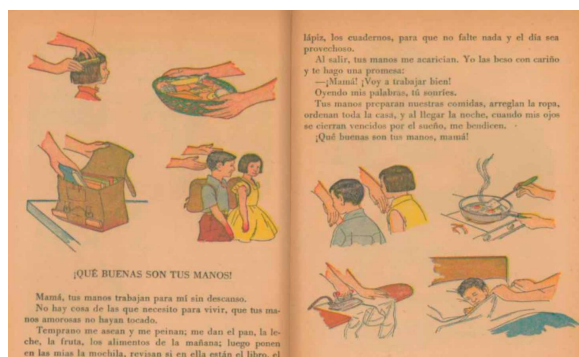 ¡QUÉ BUENAS SON TUS MANOS!
Mamá, tus manos trabajan para mí sin descanso.
No hay cosa de las que necesito para vivir, que tus ma-
nos amorosas no hayan tocado.
Temprano me asean y me peinan; me dan el pan, la le-
che, la fruta, los alimentos de la mañana; luego ponen
en las mías la mochila, revisan si en ella están el libro, el
lápiz, los cuadernos, para que no falte nada y el día sea
provechoso.
Al salir, tus manos me acarician. Yo las beso con cariño
y te hago una promesa:
—¡Mamá! ¡Voy a trabajar bien!
Oyendo mis palabras, tú sonríes.
Tus manos preparan nuestras comidas, arreglan la ropa,
ordenan toda la casa, y al llegar la noche, cuando mis ojos
se cierran vencidos por el sueño, me bendicen.
¡Qué buenas son tus manos, mamá!